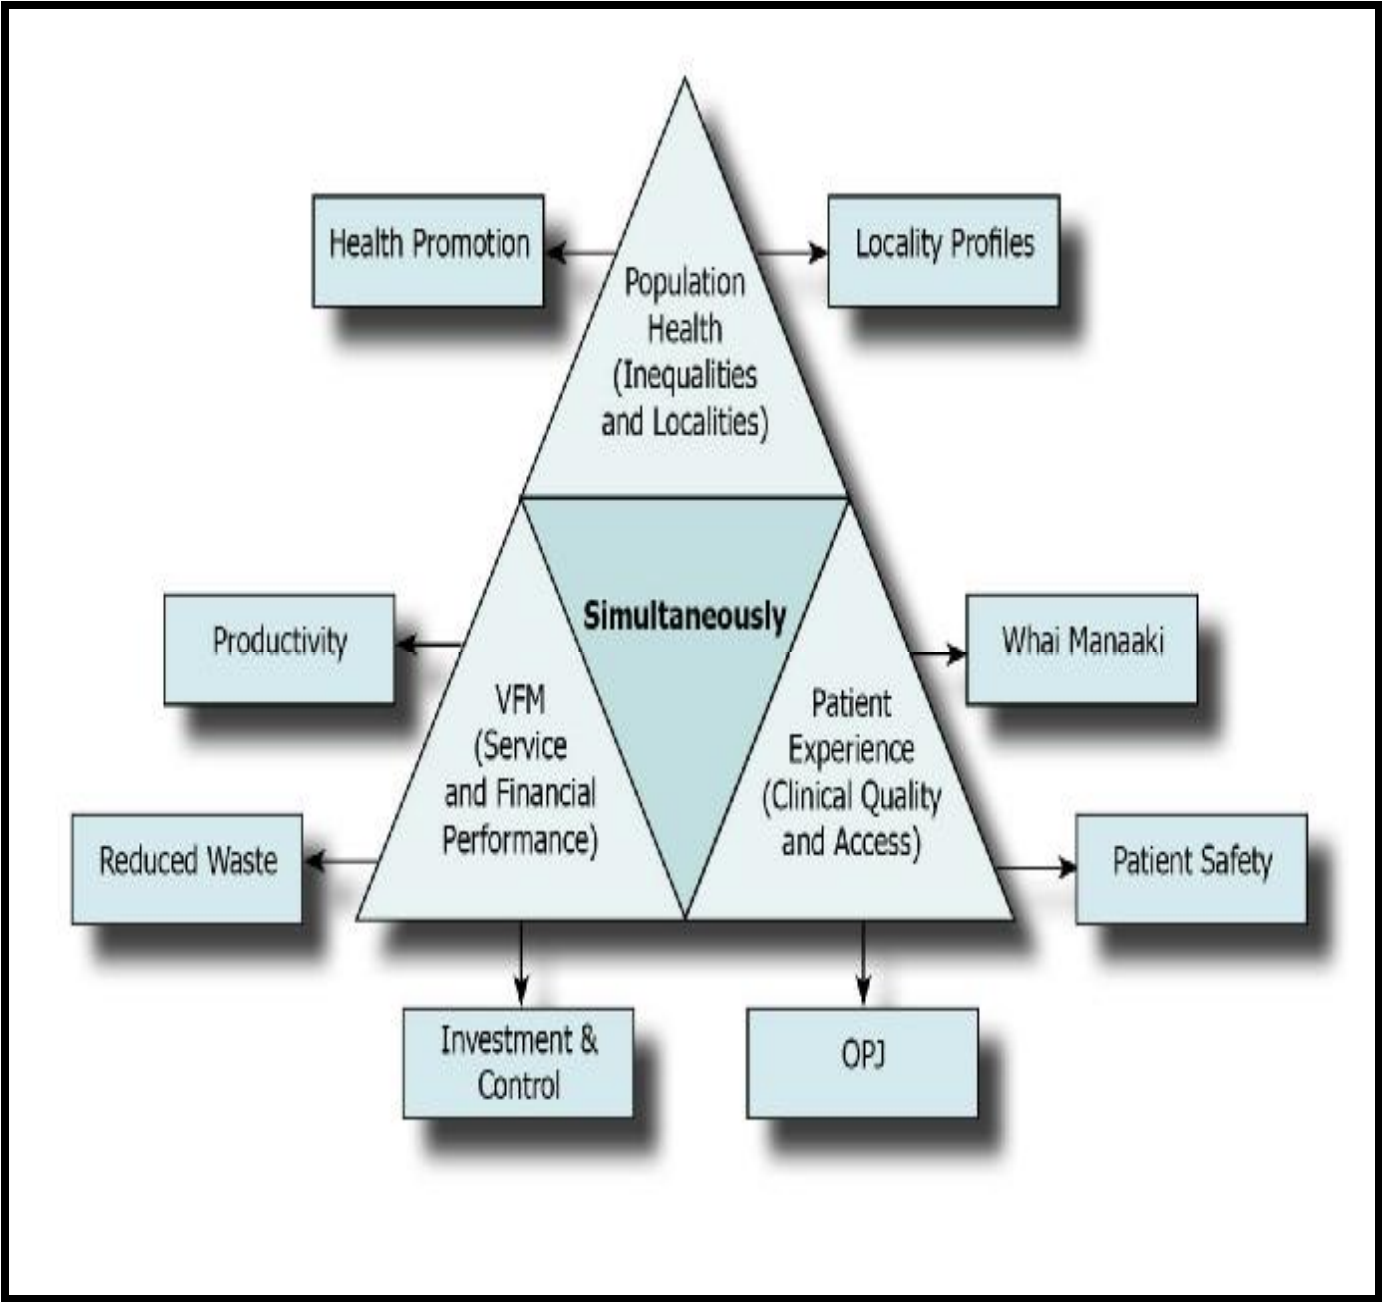 Health Promotion
Locality Profiles
Population
Health
(Inequalities
and Localities)
Simultaneously
Productivity
Whai Manaaki
VFM
(Service
and Financial
Performance)
Patient
Experience
(Clinical Quality
and Access)
Reduced Waste
Patient Safety
Investment &
Control
OPJ